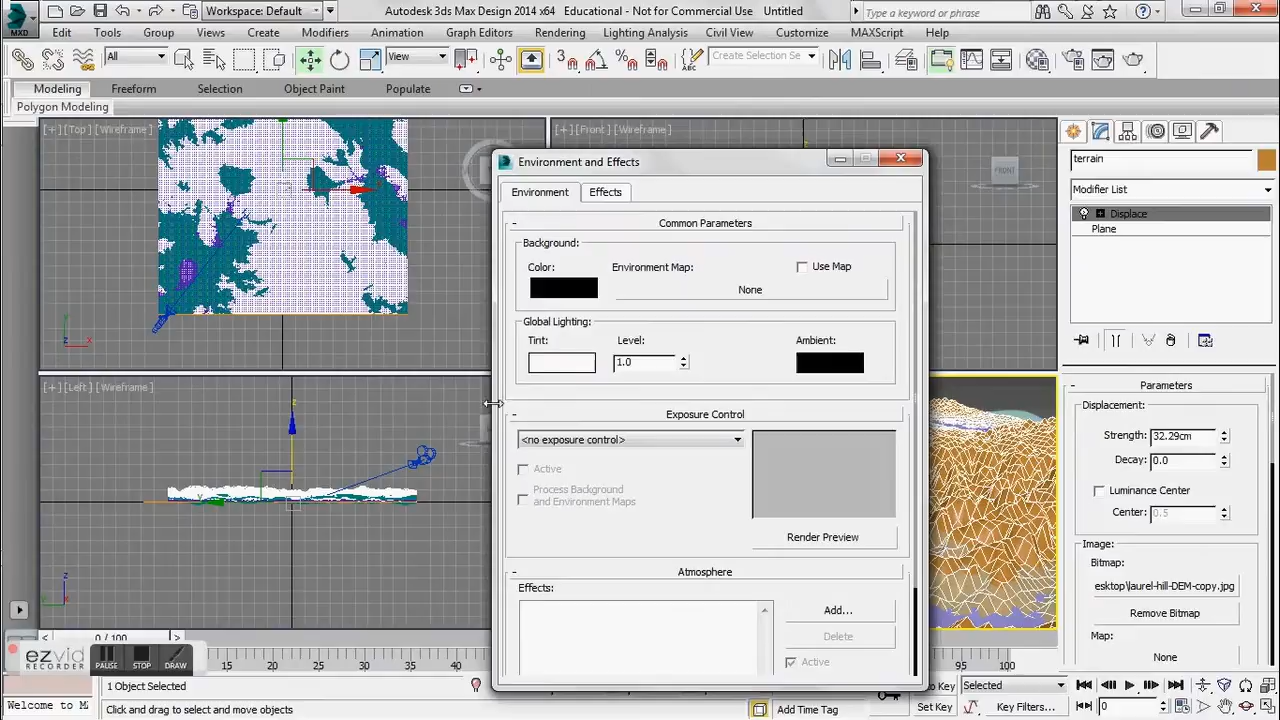 Workspace: Default
Autodesk 3ds Max Design 2014 x64 Educational - Not for Commercial Use Untitled
Type a keyword or phrase
MXD
Edit Tools Group Views Create Modifiers Animation Graph Editors Rendering Lighting Analysis Civil View Customize MAXScript Help
All
View
Create Selection Se
Modeling Freeform Selection Object Paint Populate
Polygon Modeling
[+] [Top] [Wireframe]
[+] [Front] [Wireframe]
FRONT
[+] [Left] [Wireframe]
Environment and Effects
Environment Effects
Common Parameters
Background:
Color: Environment Map: Use Map
None
Global Lighting:
Tint: Level: Ambient:
1.0
Exposure Control
<no exposure control>
Active
Process Background
and Environment Maps
Render Preview
Atmosphere
Effects:
Add...
Delete
Active
terrain
Modifier List
Displace
Plane
Parameters
Displacement:
Strength: 32.29cm
Decay: 0.0
Luminance Center
Center: 0.5
Image:
Bitmap:
esktop\laurel-hill-DEM-copy.jpg
Remove Bitmap
Map:
None
0 / 100
ezvid
RECORDER
PAUSE STOP DRAW
15 20 25 30 35 40 95 100
1 Object Selected
Welcome to M
Click and drag to select and move objects
Add Time Tag
Key Selected
Set Key Key Filters...
0